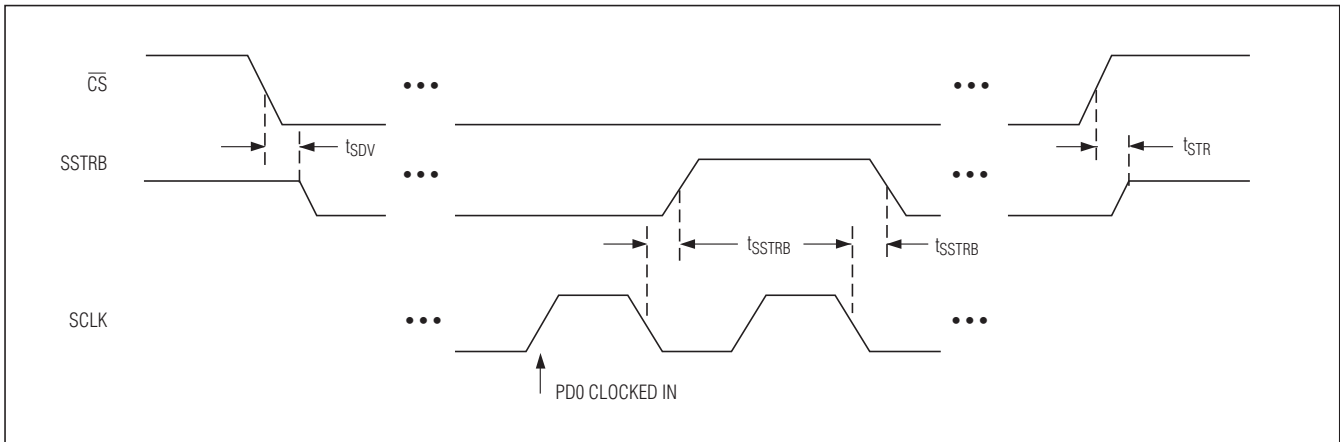 CS
tSDV
SSTRB
tSTR
tSSTRB
tSSTRB
SCLK
PD0 CLOCKED IN